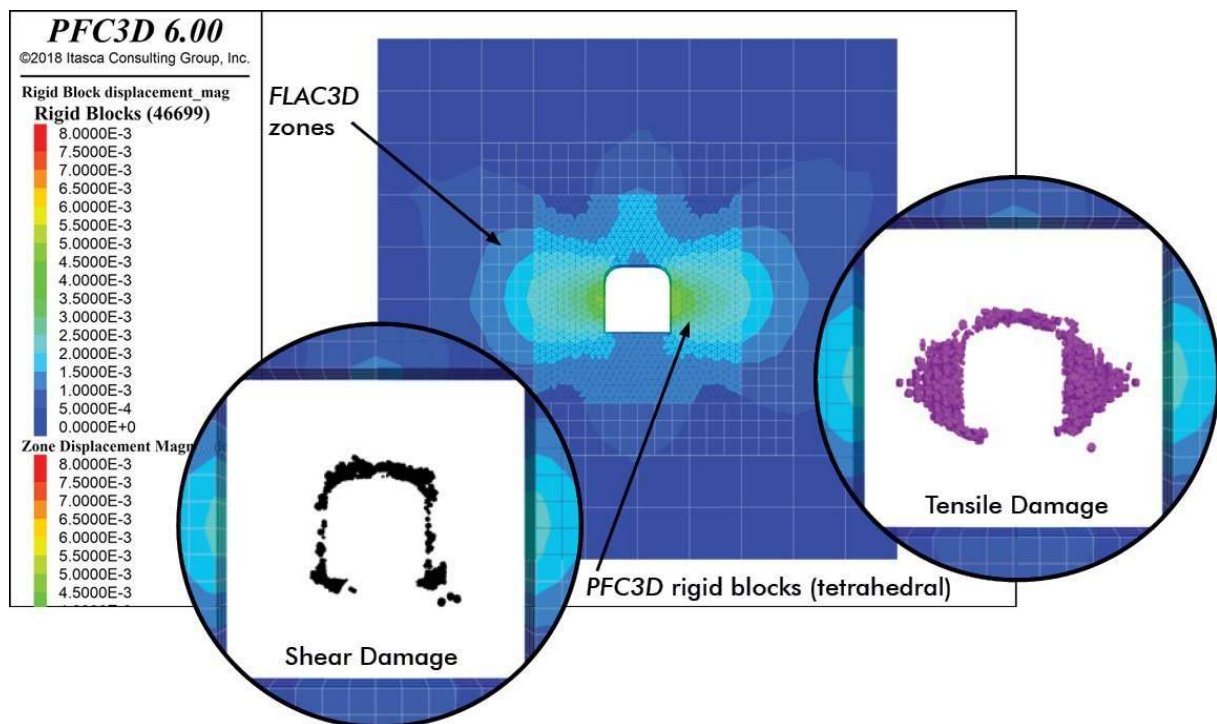 PFC3D 6.00
©2018 Itasca Consulting Group, Inc.
Rigid Block displacement_mag
Rigid Blocks (46699)
8.0000E-3
7.5000E-3
7.0000E-3
6.5000E-3
6.0000E-3
5.5000E-3
5.0000E-3
4.5000E-3
4.0000E-3
3.5000E-3
3.0000E-3
2.5000E-3
2.0000E-3
1.5000E-3
1.0000E-3
5.0000E-4
0.0000E+0
Zone Displacement
8.0000E-3
7.5000E-3
7.0000E-3
6.5000E-3
6.0000E-3
5.5000E-3
5.0000E-3
4.5000E-3
FLAC3D
zones
Tensile Damage
PFC3D rigid blocks (tetrahedral)
Shear Damage